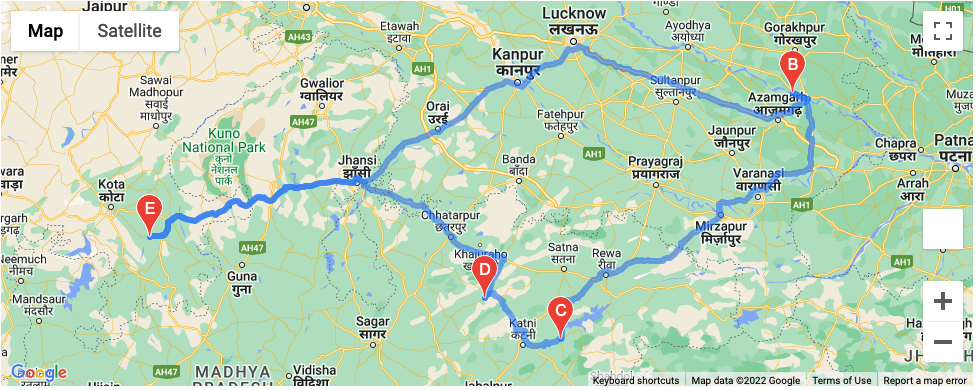 Jaipur
Map
Satellite
Etawah
इटावा
Lucknow
लखनऊ
Ayodhya
अयोध्या
Gorakhpur
गोरखपुर
H01
AH43
AH1
Kanpur
कानपुर
B
Sawai
Madhopur
सवाई
माधोपुर
Gwalior
ग्वालियर
Sultanpur
सुल्तानपुर
Azamgarh
आज़मगढ़
Orai
उरई
Fatehpur
फतेहपुर
AH47
Kuno
National Park
कुनो
नेशनल
पार्क
Jaunpur
जौनपुर
Chapra
छपरा
Patna
पटना
Jhansi
झाँसी
Banda
बाँदा
AH1
Prayagraj
प्रयागराज
Varanasi
वाराणसी
Arrah
आरा
Kota
कोटा
E
Chhatarpur
छतरपुर
Mirzapur
मिर्ज़ापुर
AH1
AH47
Khajuraho
Satna
सतना
Rewa
रीवा
Neemuch
नीमच
Guna
गुना
D
AH1
Mandsaur
मंदसौर
C
Sagar
सागर
Katni
कटनी
Google
AH47
MADHYA
Vidisha
विदिशा
Keyboard shortcuts
Map data ©2022 Google
Terms of Use
Report a map error